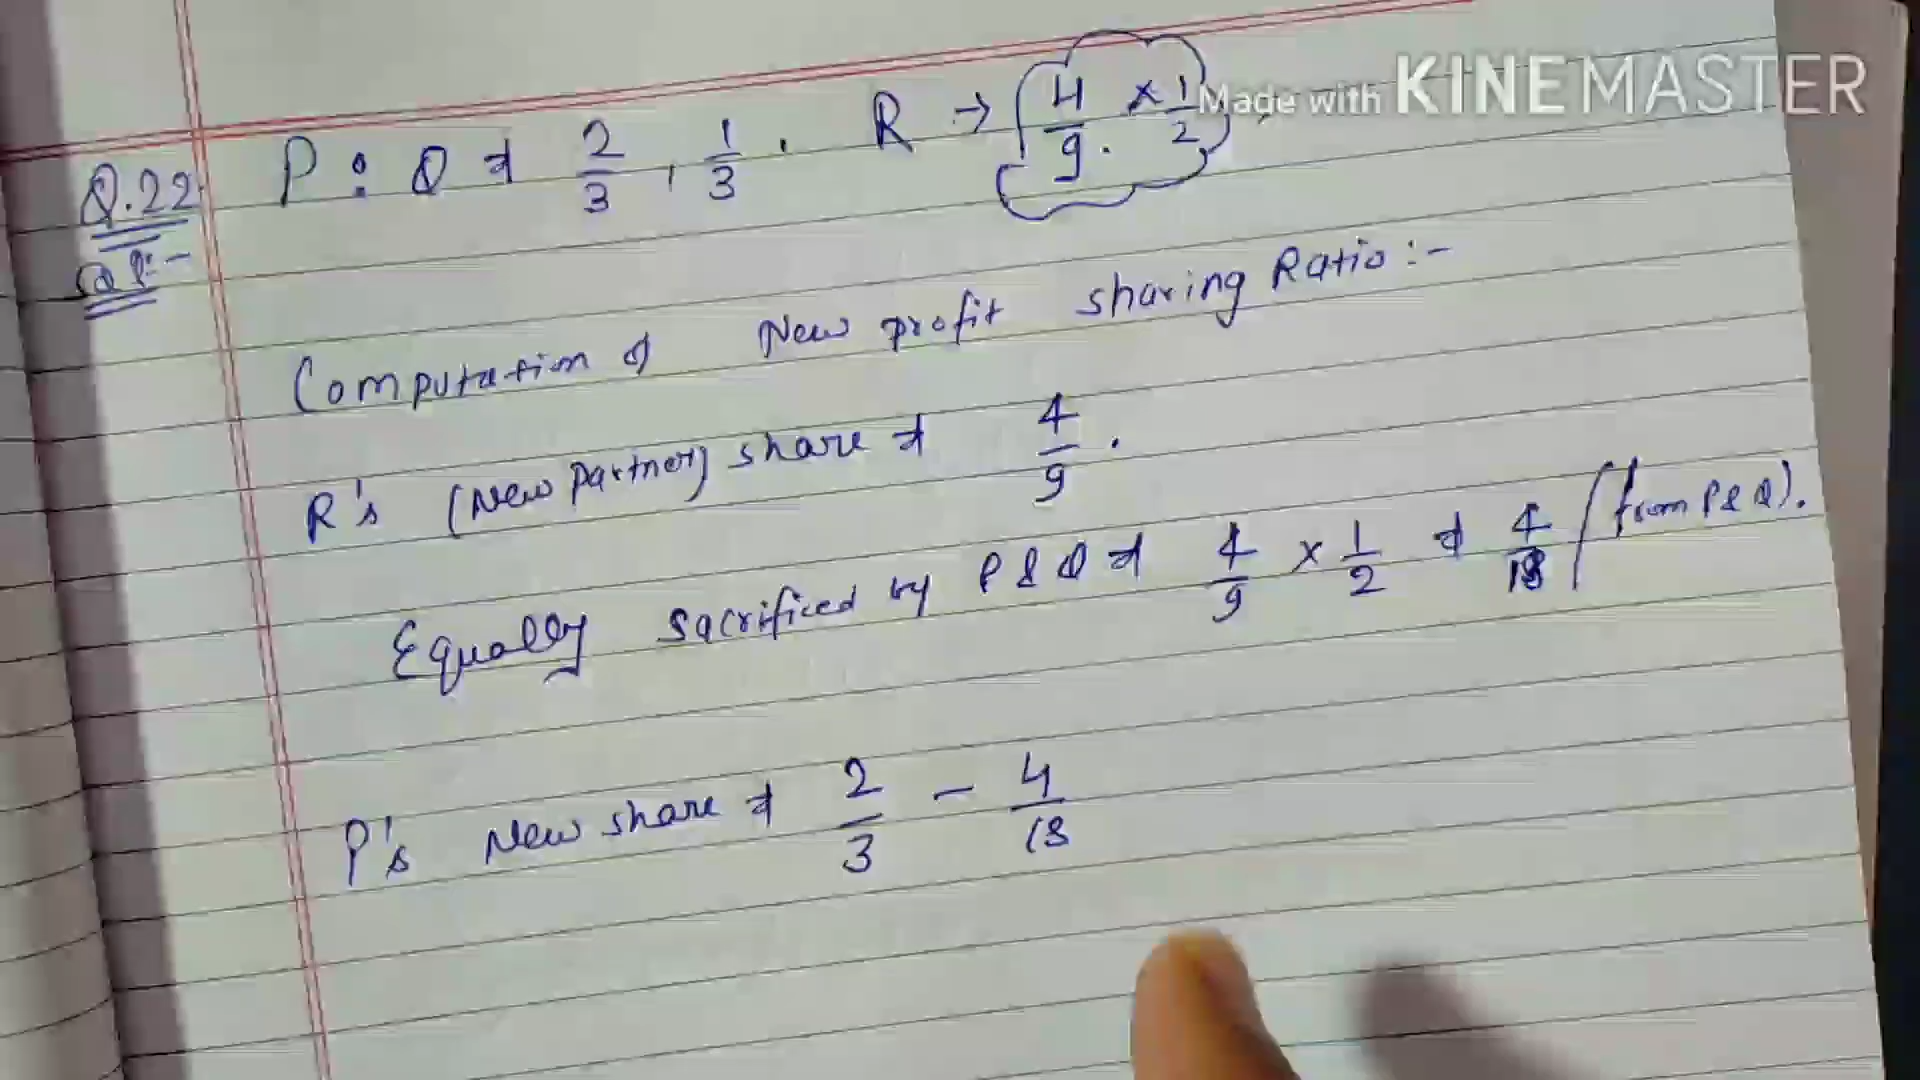 Made with KINEMASTER
Q.22 P : Q → 2/3 , 1/3 . R → 4/9 . × 1/2
Sol:-
Computation of New profit sharing Ratio :-
R's (New Partner) share → 4/9 .
Equally sacrificed by P & Q → 4/9 × 1/2 → 4/18 (from P & Q).
P's New share → 2/3 - 4/18